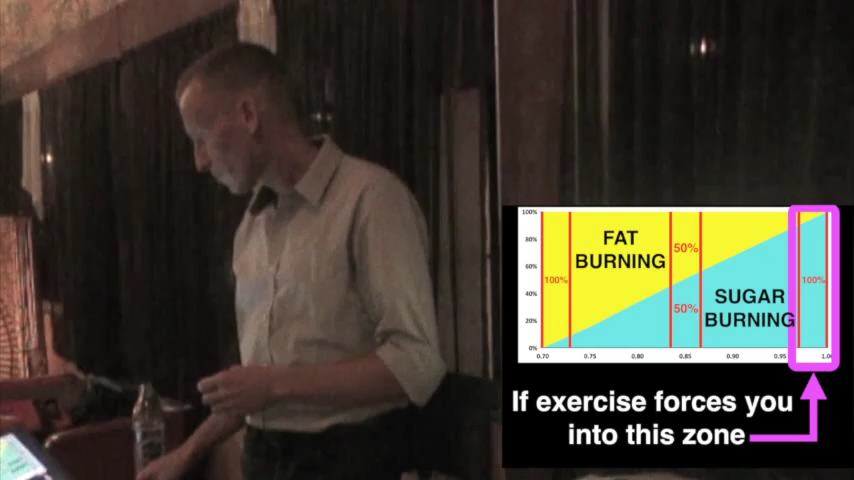 100%
80%
60%
40%
20%
0%
FAT
BURNING
100%
50%
50%
SUGAR
BURNING
100%
0.70
0.75
0.80
0.85
0.90
0.95
If exercise forces you
into this zone